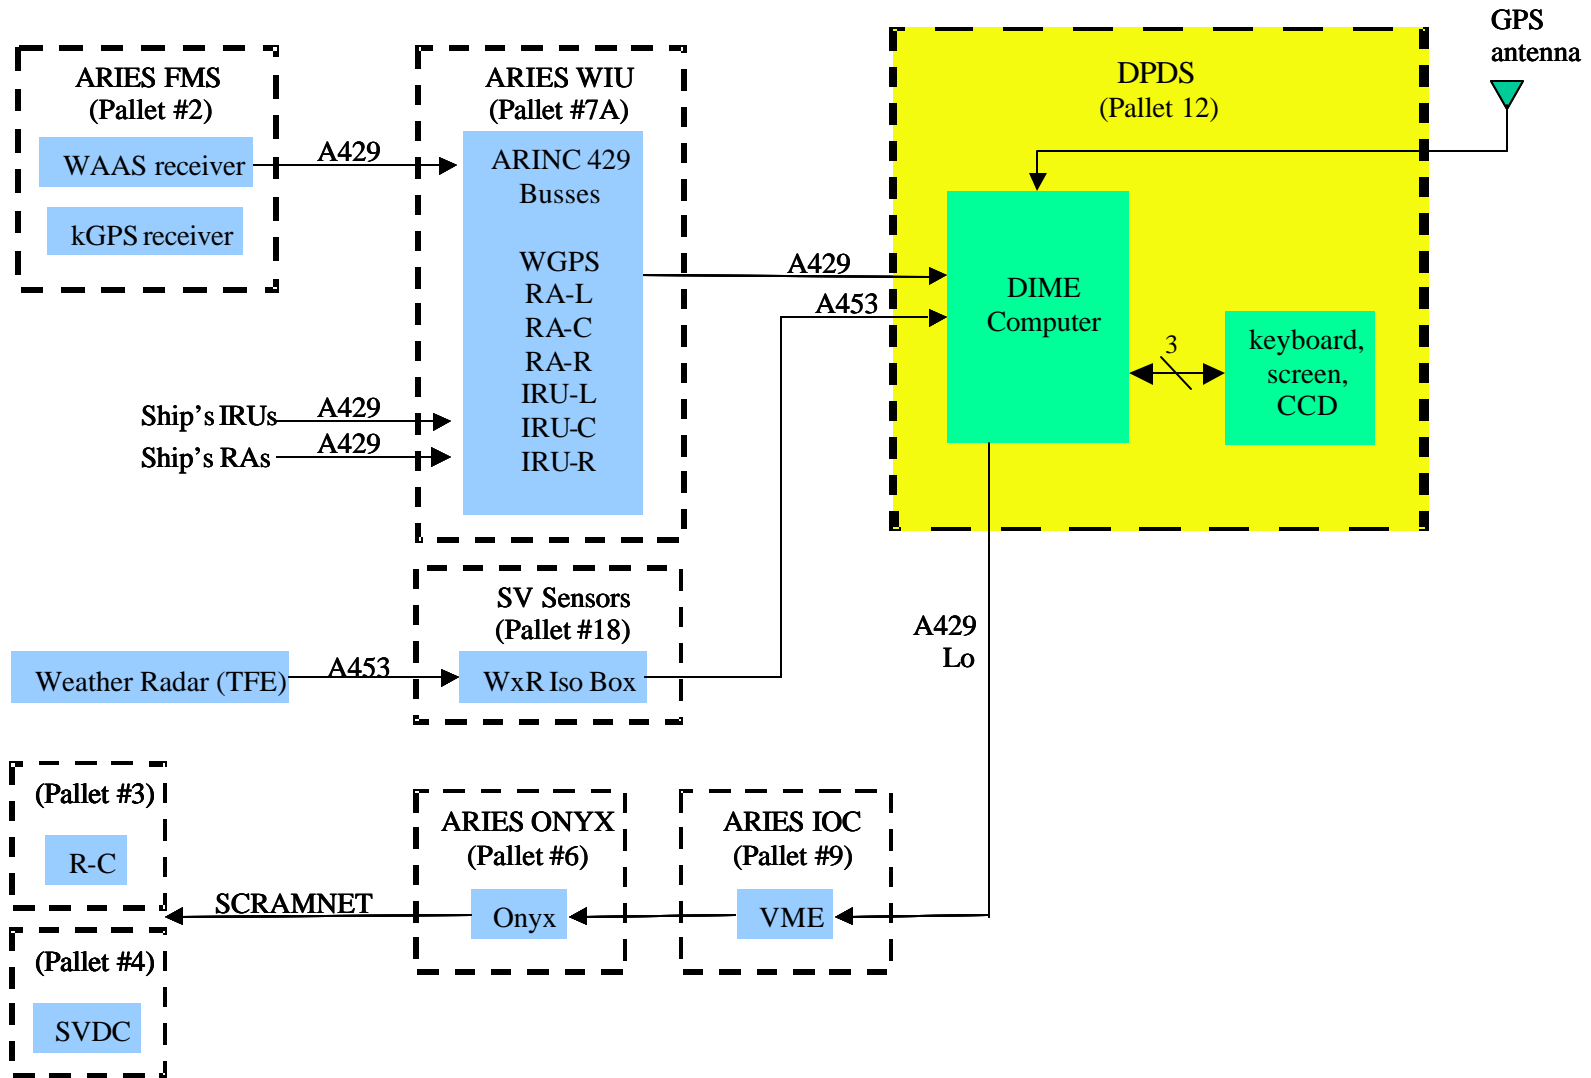 GPS
antenna
ARIES FMS
(Pallet #2)
WAAS receiver
kGPS receiver
A429
ARIES WIU
(Pallet #7A)
ARINC 429
Busses
WGPS
RA-L
RA-C
RA-R
IRU-L
IRU-C
IRU-R
Ship's IRUs
A429
Ship's RAs
A429
DPDS
(Pallet 12)
A429
A453
DIME
Computer
3
keyboard,
screen,
CCD
SV Sensors
(Pallet #18)
Weather Radar (TFE)
A453
WxR Iso Box
A429
Lo
(Pallet #3)
R-C
SCRAMNET
ARIES ONYX
(Pallet #6)
Onyx
ARIES IOC
(Pallet #9)
VME
(Pallet #4)
SVDC